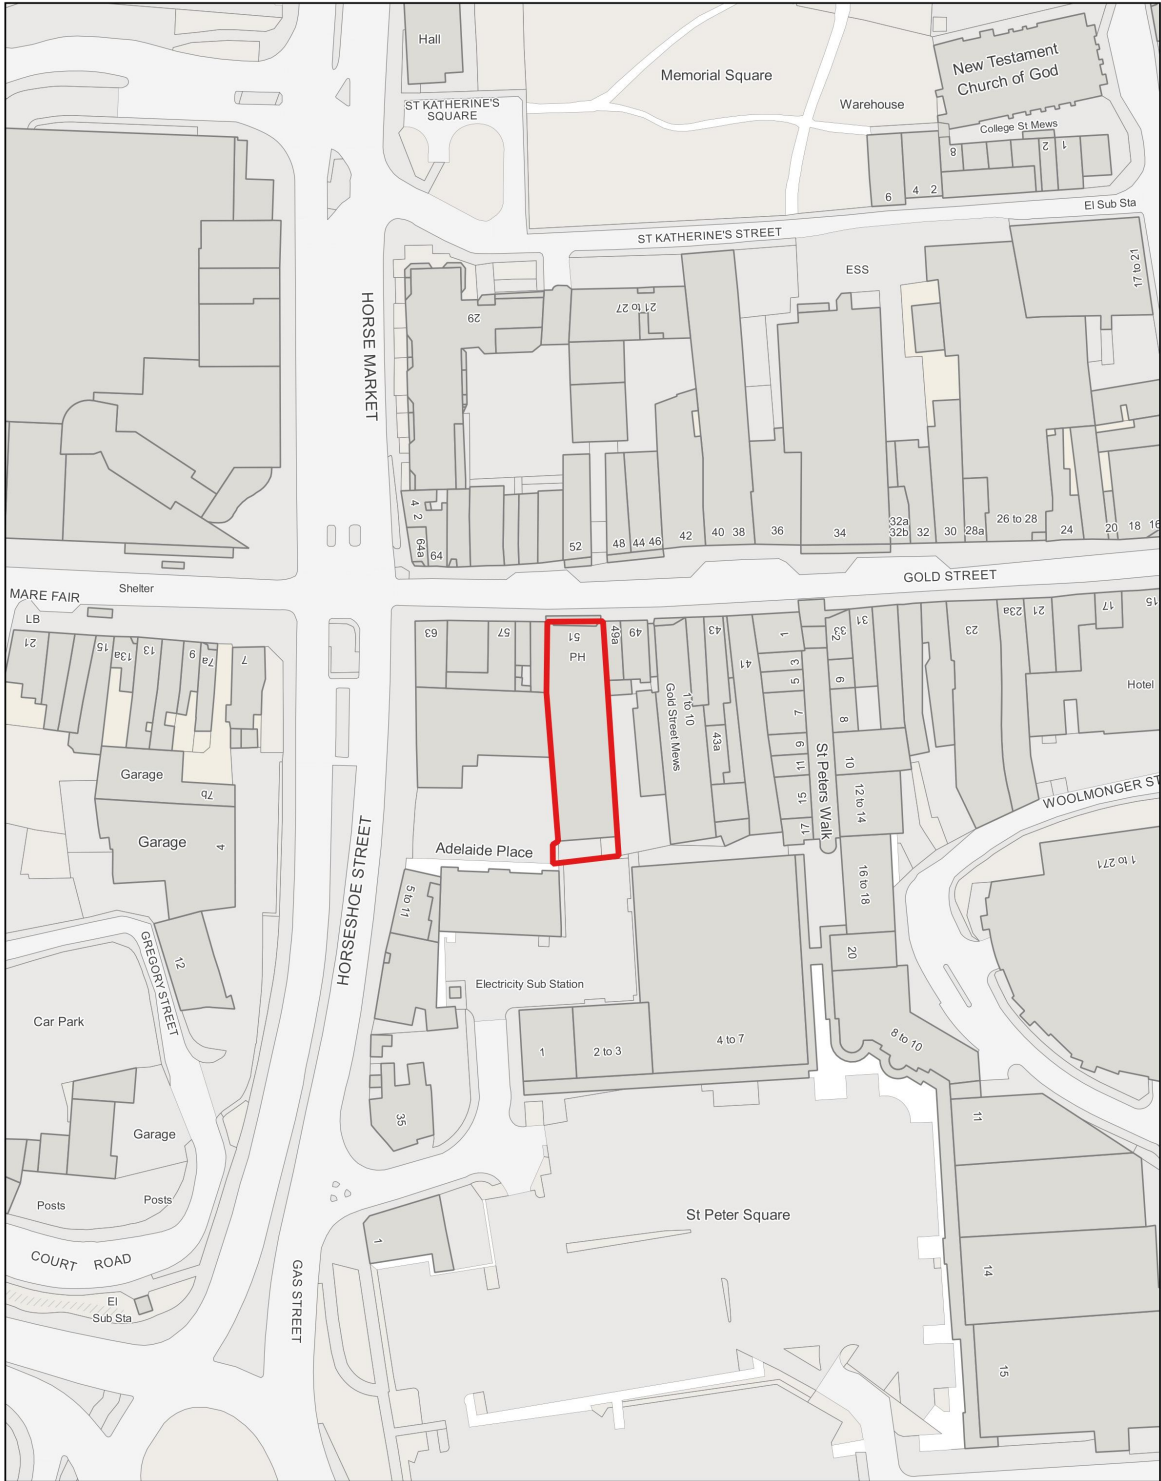 Hall
New Testament
Church of God
Memorial Square
Warehouse
ST KATHERINE'S
SQUARE
College St Mews
8
2
1
6
4
2
El Sub Sta
ST KATHERINE'S STREET
ESS
17 to 21
HORSE MARKET
29
21 to 27
4
2
64a
64
52
48
44
46
42
40
38
36
34
32a
32b
32
30
28a
26 to 28
24
20
18
16
GOLD STREET
Shelter
MARE FAIR
LB
21
15
13a
13
9
7a
7
63
57
51
PH
49a
49
Gold Street Mews
1 to 10
43
43a
41
1
3
5
7
9
11
15
17
St Peters Walk
2
6
8
10
12 to 14
16 to 18
20
31
23
23a
21
17
15
Hotel
WOOLMONGER ST
1 to 271
Garage
7b
Garage
4
HORSESHOE STREET
Adelaide Place
5 to 11
GREGORY STREET
12
Electricity Sub Station
Car Park
1
2 to 3
4 to 7
8 to 10
35
11
Garage
Posts
Posts
COURT ROAD
El
Sub Sta
GAS STREET
1
St Peter Square
14
15